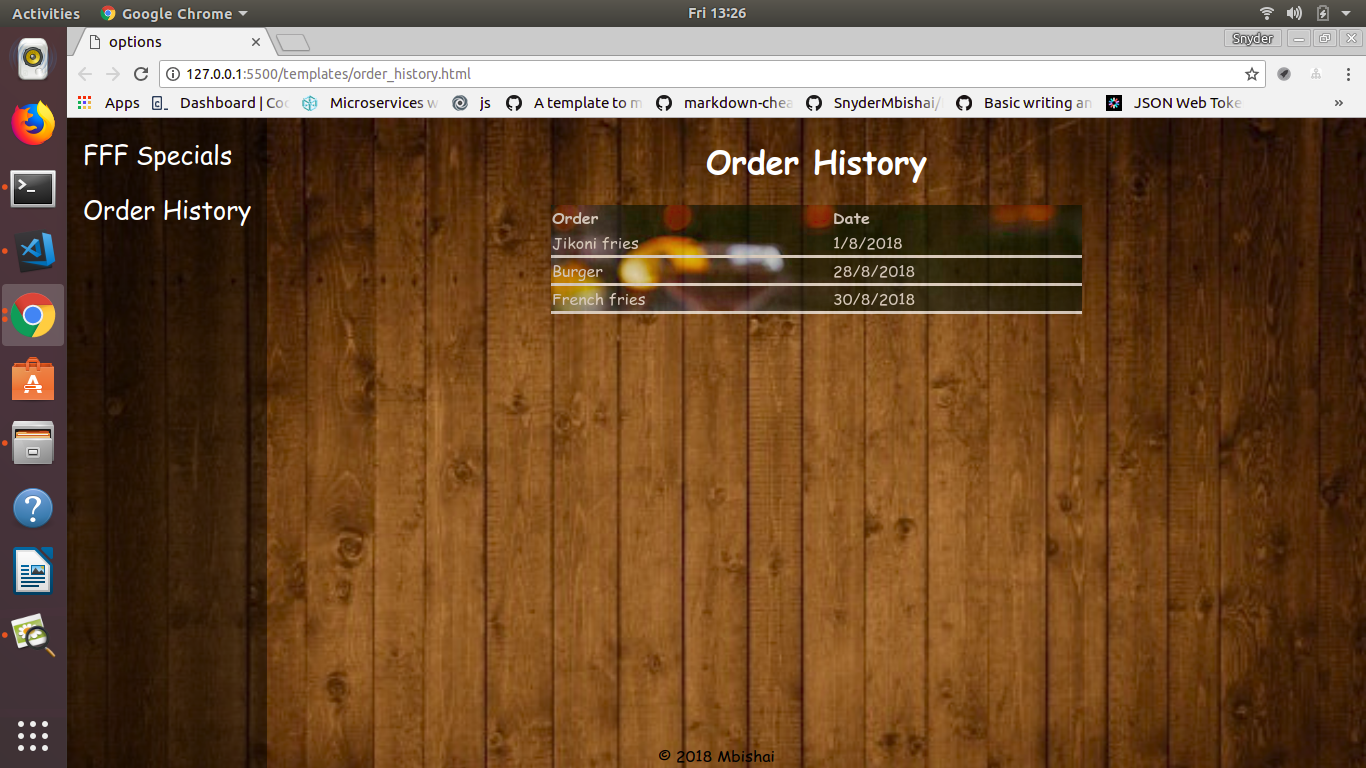 Activities Google Chrome Fri 13:26
options Snyder
127.0.0.1:5500/templates/order_history.html
Apps Dashboard | Co Microservices w js A template to m markdown-chea SnyderMbishai/ Basic writing an JSON Web Toke »
FFF Specials
Order History
Order History
Order Date
Jikoni fries 1/8/2018
Burger 28/8/2018
French fries 30/8/2018
© 2018 Mbishai